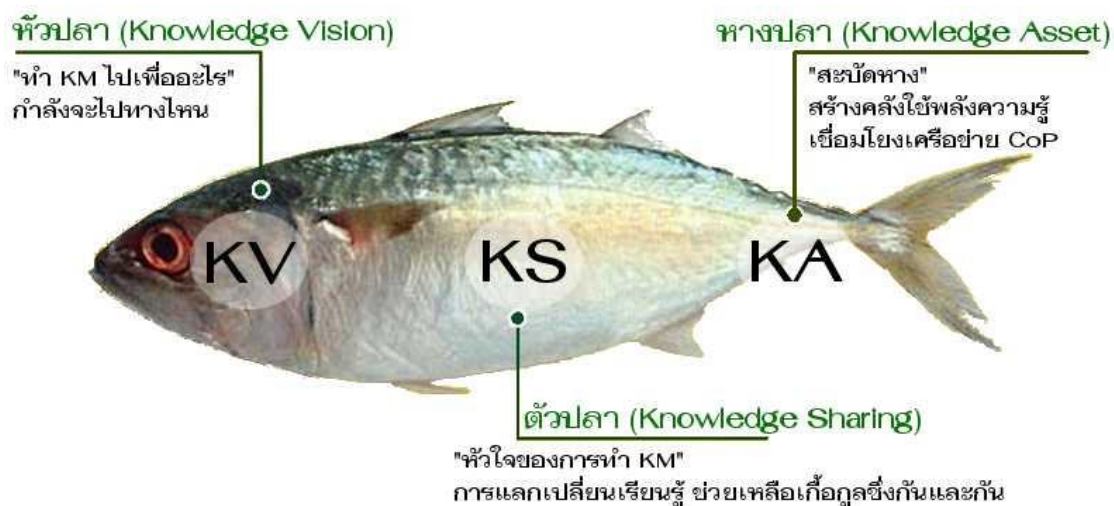 หัวปลา (Knowledge Vision)
"ทำ KM ไปเพื่ออะไร"
กำลังจะไปทางไหน
หางปลา (Knowledge Asset)
"สะบัดหาง"
สร้างคลังใช้พลังความรู้
เชื่อมโยงเครือข่าย CoP
KV
KS
KA
ตัวปลา (Knowledge Sharing)
"หัวใจของการทำ KM"
การแลกเปลี่ยนเรียนรู้ ช่วยเหลือเกื้อกูลซึ่งกันและกัน